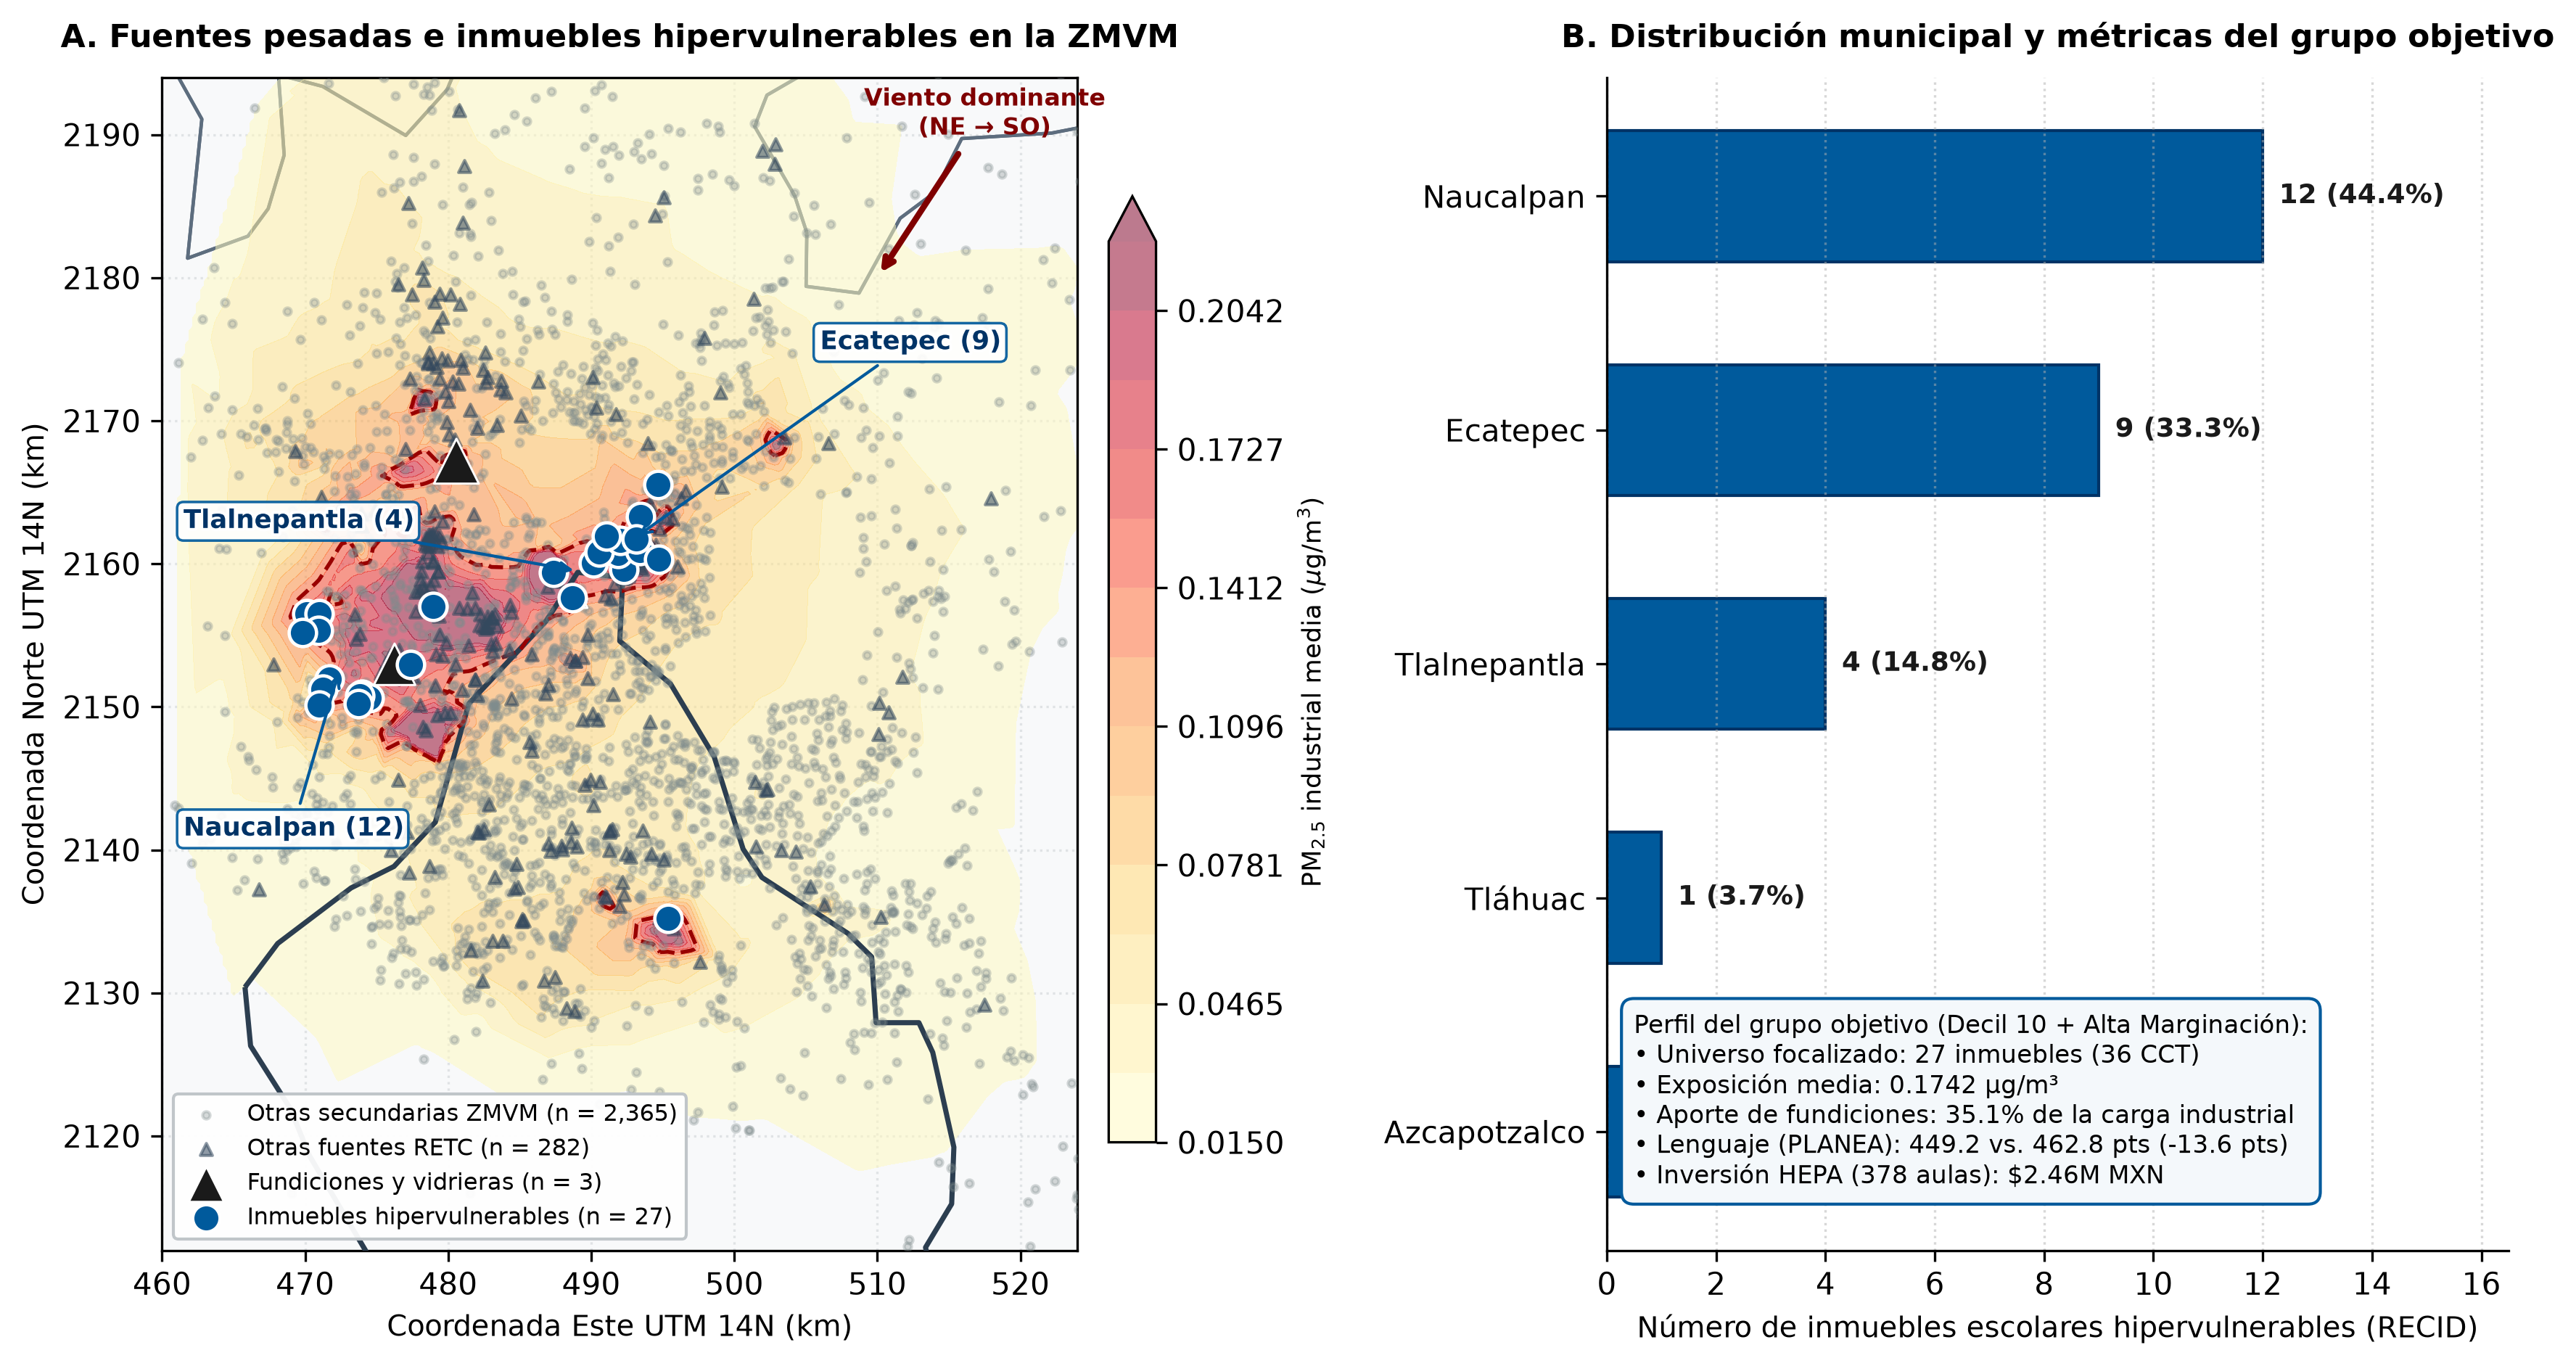 A. Fuentes pesadas e inmuebles hipervulnerables en la ZMVM
Viento dominante
(NE → SO)
Ecatepec (9)
Tlalnepantla (4)
Naucalpan (12)
Coordenada Norte UTM 14N (km)
2190
2180
2170
2160
2150
2140
2130
2120
Otras secundarias ZMVM (n = 2,365)
Otras fuentes RETC (n = 282)
Fundiciones y vidrieras (n = 3)
Inmuebles hipervulnerables (n = 27)
460 470 480 490 500 510 520
Coordenada Este UTM 14N (km)
0.2042
0.1727
0.1412
0.1096
0.0781
0.0465
0.0150
PM2.5 industrial media (μg/m³)
B. Distribución municipal y métricas del grupo objetivo
Naucalpan
12 (44.4%)
Ecatepec
9 (33.3%)
Tlalnepantla
4 (14.8%)
Tláhuac
1 (3.7%)
Azcapotzalco
Perfil del grupo objetivo (Decil 10 + Alta Marginación):
• Universo focalizado: 27 inmuebles (36 CCT)
• Exposición media: 0.1742 μg/m³
• Aporte de fundiciones: 35.1% de la carga industrial
• Lenguaje (PLANEA): 449.2 vs. 462.8 pts (-13.6 pts)
• Inversión HEPA (378 aulas): $2.46M MXN
0 2 4 6 8 10 12 14 16
Número de inmuebles escolares hipervulnerables (RECID)